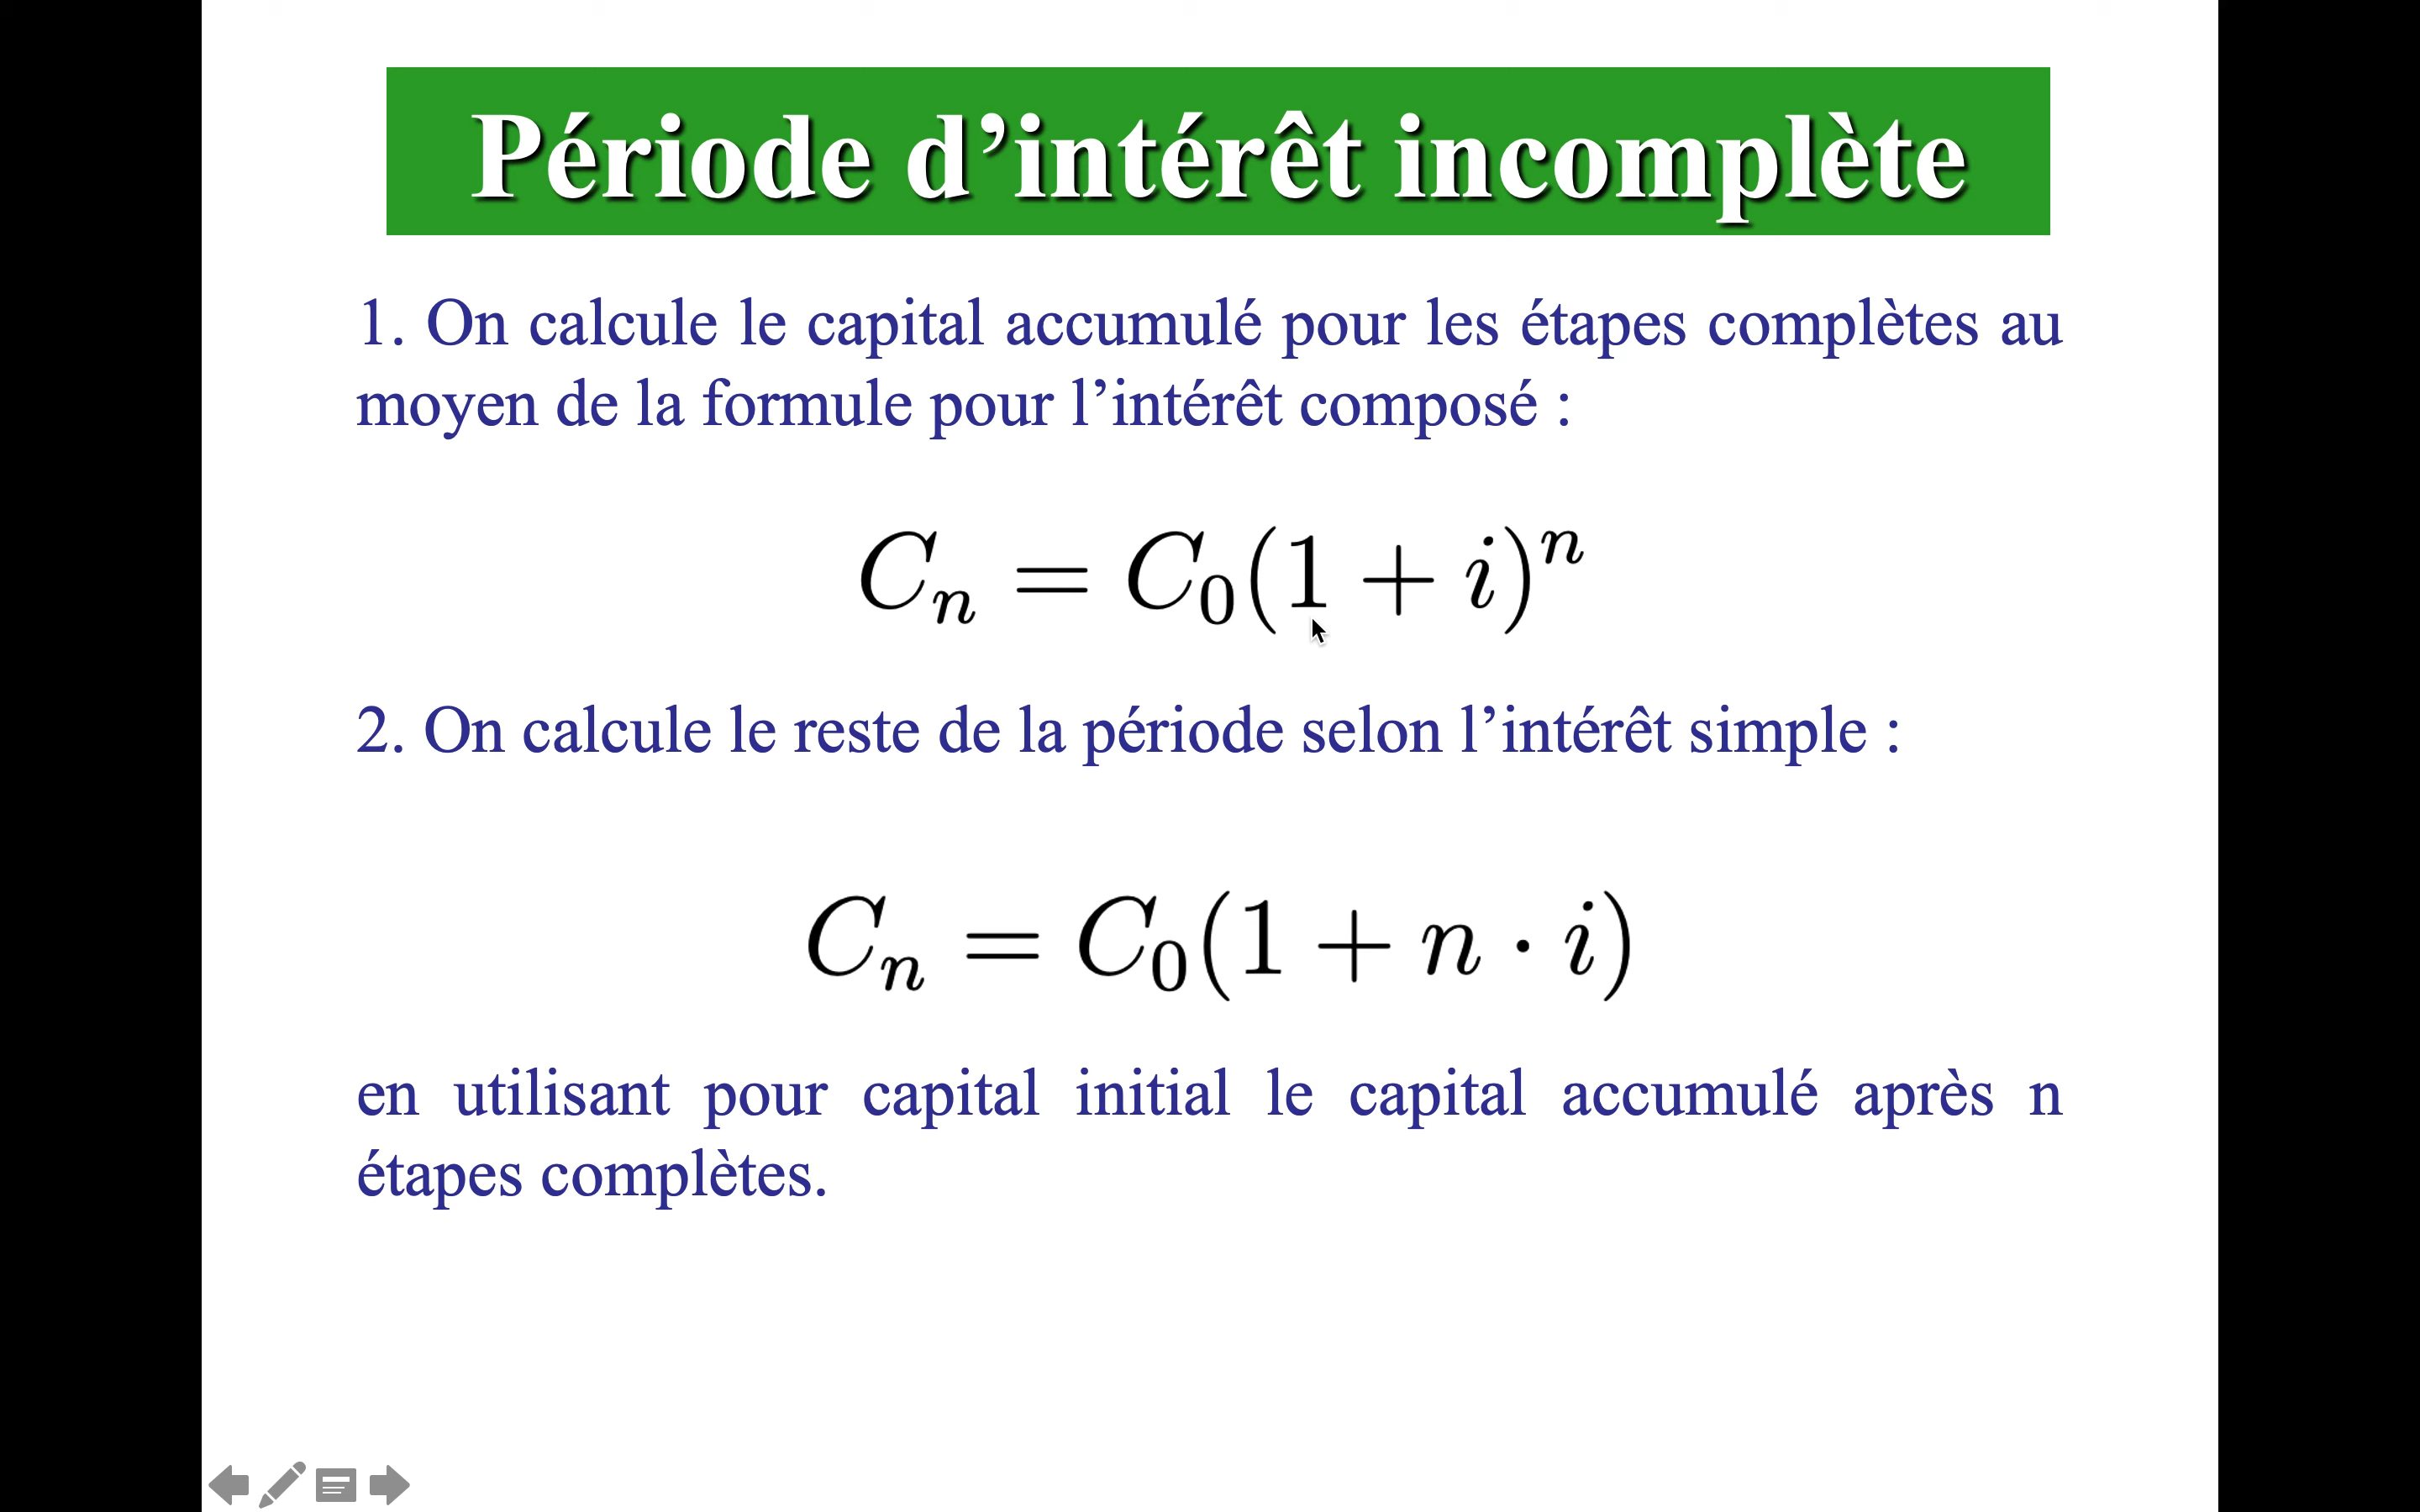 Période d’intérêt incomplète
1. On calcule le capital accumulé pour les étapes complètes au
moyen de la formule pour l’intérêt composé :
Cₙ = C₀(1 + i)ⁿ
2. On calcule le reste de la période selon l’intérêt simple :
Cₙ = C₀(1 + n · i)
en utilisant pour capital initial le capital accumulé après n
étapes complètes.